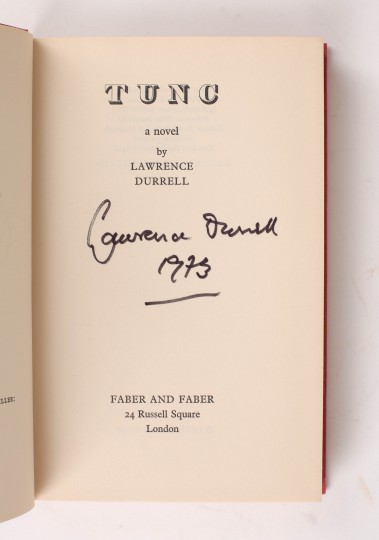 TUNC
a novel
by
LAWRENCE
DURRELL
Lawrence Durrell
1973
FABER AND FABER
24 Russell Square
London